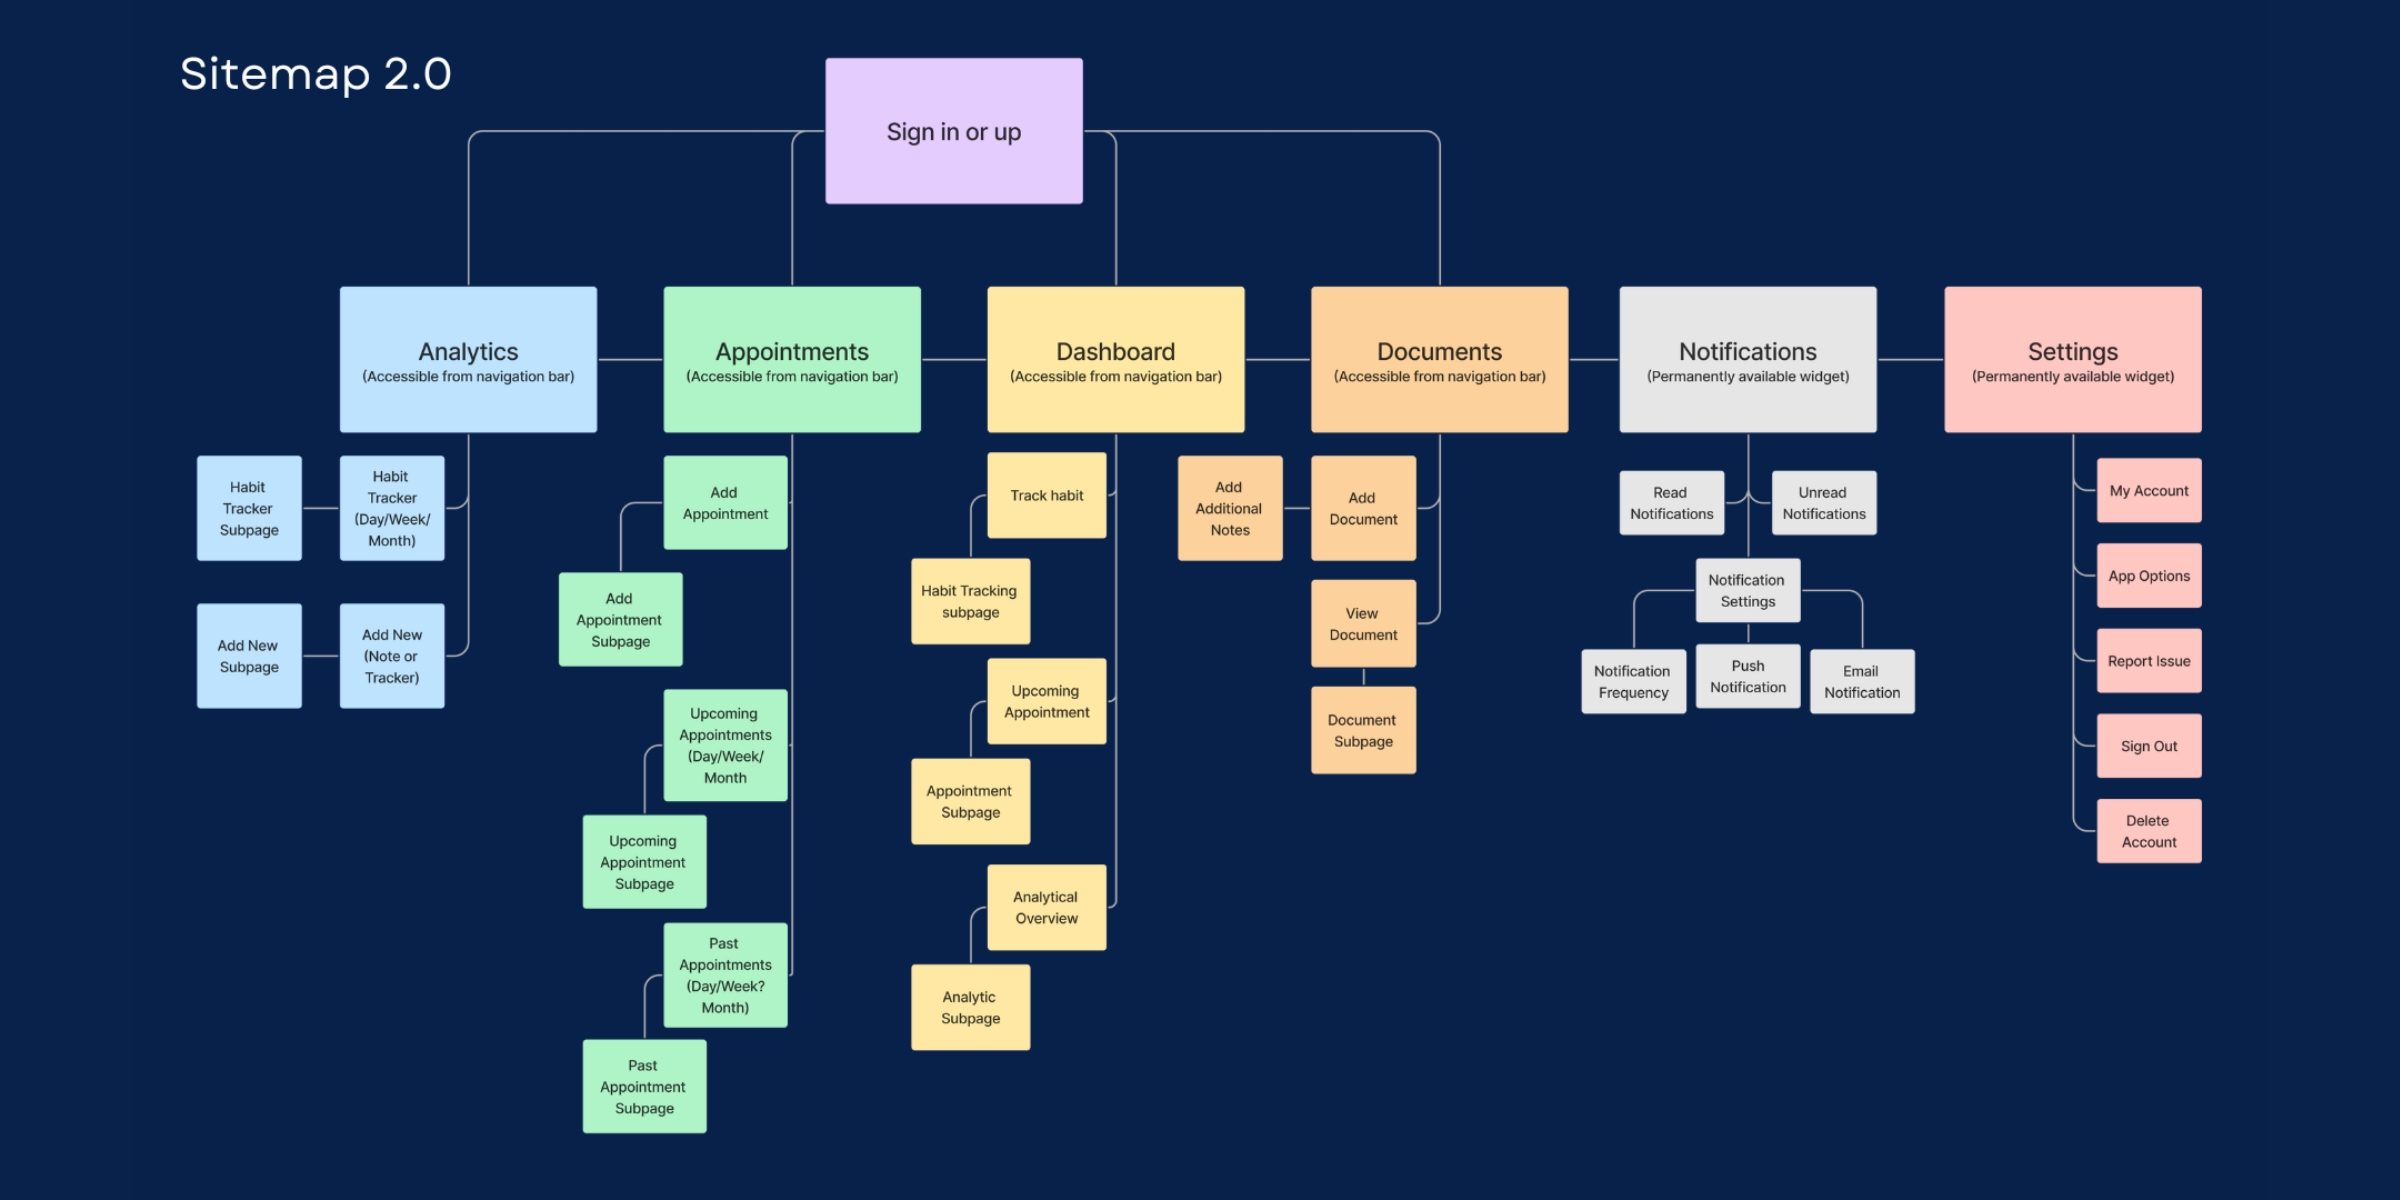 Sitemap 2.0
Sign in or up
Analytics
(Accessible from navigation bar)
Appointments
(Accessible from navigation bar)
Dashboard
(Accessible from navigation bar)
Documents
(Accessible from navigation bar)
Notifications
(Permanently available widget)
Settings
(Permanently available widget)
Habit
Tracker
Subpage
Habit
Tracker
(Day/Week/
Month)
Add New
Subpage
Add New
(Note or
Tracker)
Add
Appointment
Add
Appointment
Subpage
Upcoming
Appointments
(Day/Week/
Month
Upcoming
Appointment
Subpage
Past
Appointments
(Day/Week?
Month)
Past
Appointment
Subpage
Track habit
Habit Tracking
subpage
Upcoming
Appointment
Appointment
Subpage
Analytical
Overview
Analytic
Subpage
Add
Additional
Notes
Add
Document
View
Document
Document
Subpage
Read
Notifications
Unread
Notifications
Notification
Settings
Notification
Frequency
Push
Notification
Email
Notification
My Account
App Options
Report Issue
Sign Out
Delete
Account